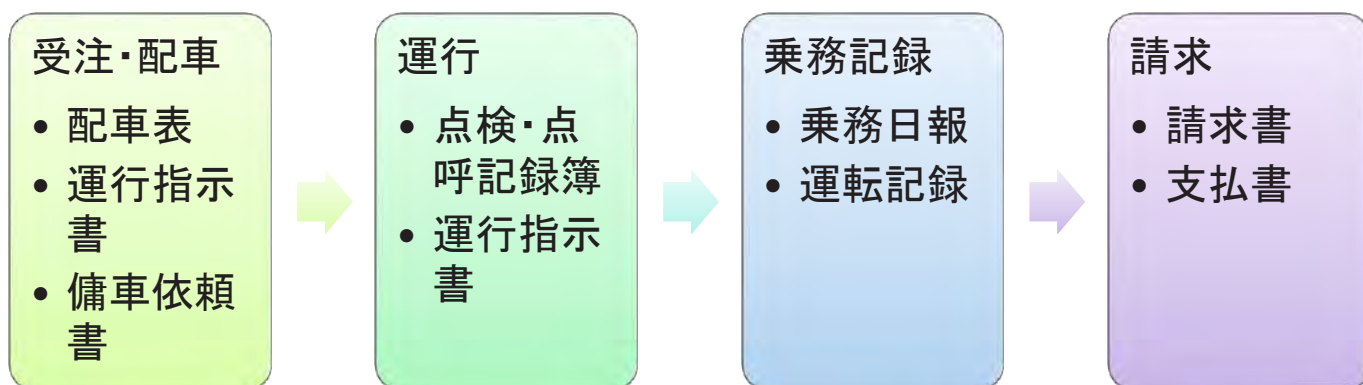 受注・配車
• 配車表
• 運行指示
書
• 傭車依頼
書
運行
• 点検・点
呼記録簿
• 運行指示
書
乗務記録
• 乗務日報
• 運転記録
請求
• 請求書
• 支払書